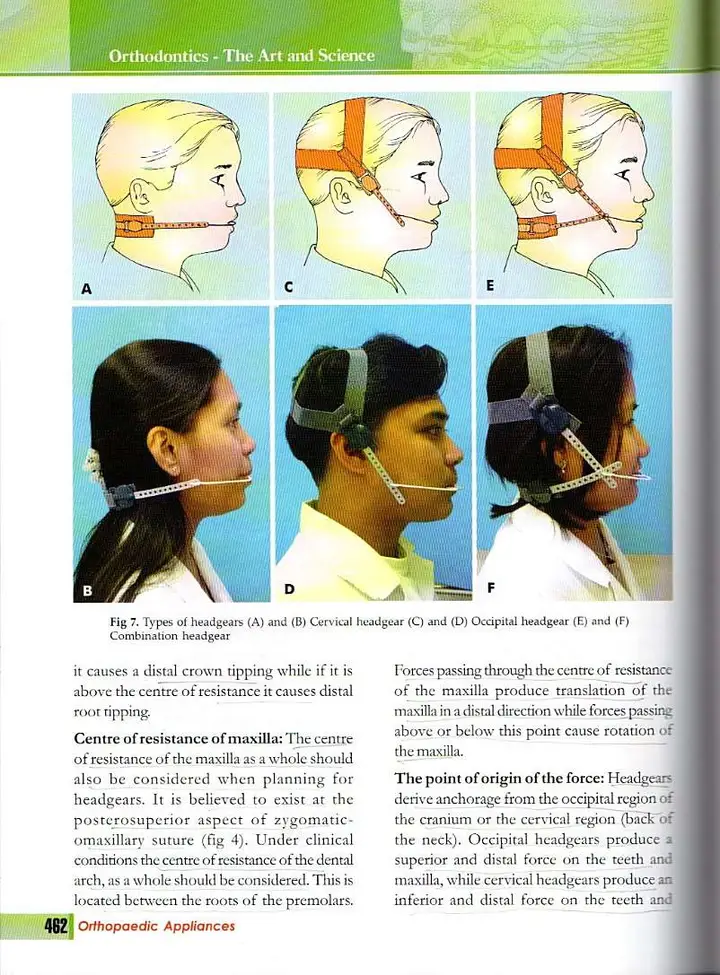 Orthodontics - The Art and Science
A
C
E
B
D
F
Fig 7. Types of headgears (A) and (B) Cervical headgear (C) and (D) Occipital headgear (E) and (F)
Combination headgear
it causes a distal crown tipping while if it is
above the centre of resistance it causes distal
root tipping.
Centre of resistance of maxilla: The centre
of resistance of the maxilla as a whole should
also be considered when planning for
headgears. It is believed to exist at the
posterosuperior aspect of zygomatic-
omaxillary suture (fig 4). Under clinical
conditions the centre of resistance of the dental
arch, as a whole should be considered. This is
located between the roots of the premolars.
Forces passing through the centre of resistance
of the maxilla produce translation of the
maxilla in a distal direction while forces passing
above or below this point cause rotation of
the maxilla.
The point of origin of the force: Headgears
derive anchorage from the occipital region of
the cranium or the cervical region (back of
the neck). Occipital headgears produce a
superior and distal force on the teeth and
maxilla, while cervical headgears produce an
inferior and distal force on the teeth and
462 Orthopaedic Appliances